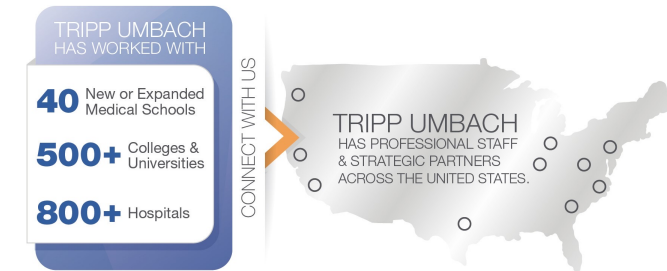 TRIPP UMBACH
HAS WORKED WITH
40 New or Expanded
Medical Schools
500+ Colleges &
Universities
800+ Hospitals
CONNECT WITH US
TRIPP UMBACH
HAS PROFESSIONAL STAFF
& STRATEGIC PARTNERS
ACROSS THE UNITED STATES.